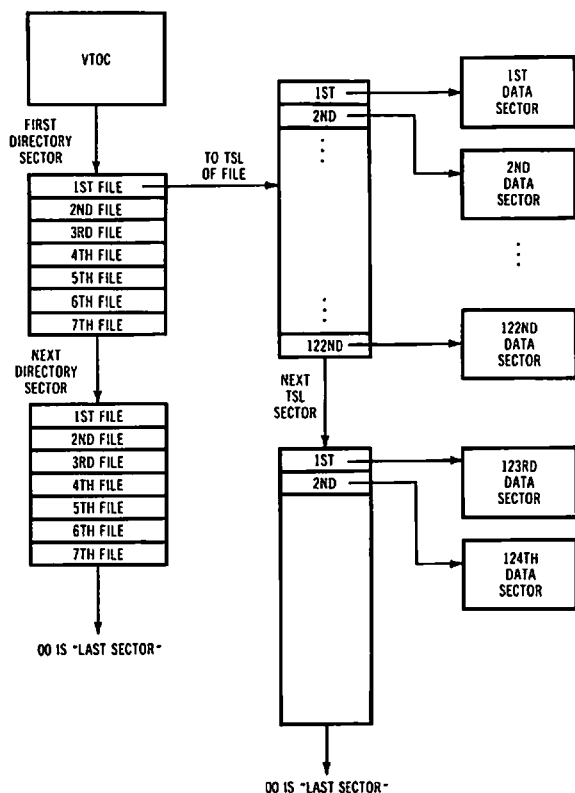 VTOC
FIRST
DIRECTORY
SECTOR
1ST FILE
2ND FILE
3RD FILE
4TH FILE
5TH FILE
6TH FILE
7TH FILE
NEXT
DIRECTORY
SECTOR
1ST FILE
2ND FILE
3RD FILE
4TH FILE
5TH FILE
6TH FILE
7TH FILE
00 IS "LAST SECTOR"
TO TSL
OF FILE
1ST
2ND
122ND
NEXT
TSL
SECTOR
1ST
2ND
00 IS "LAST SECTOR"
1ST
DATA
SECTOR
2ND
DATA
SECTOR
122ND
DATA
SECTOR
123RD
DATA
SECTOR
124TH
DATA
SECTOR